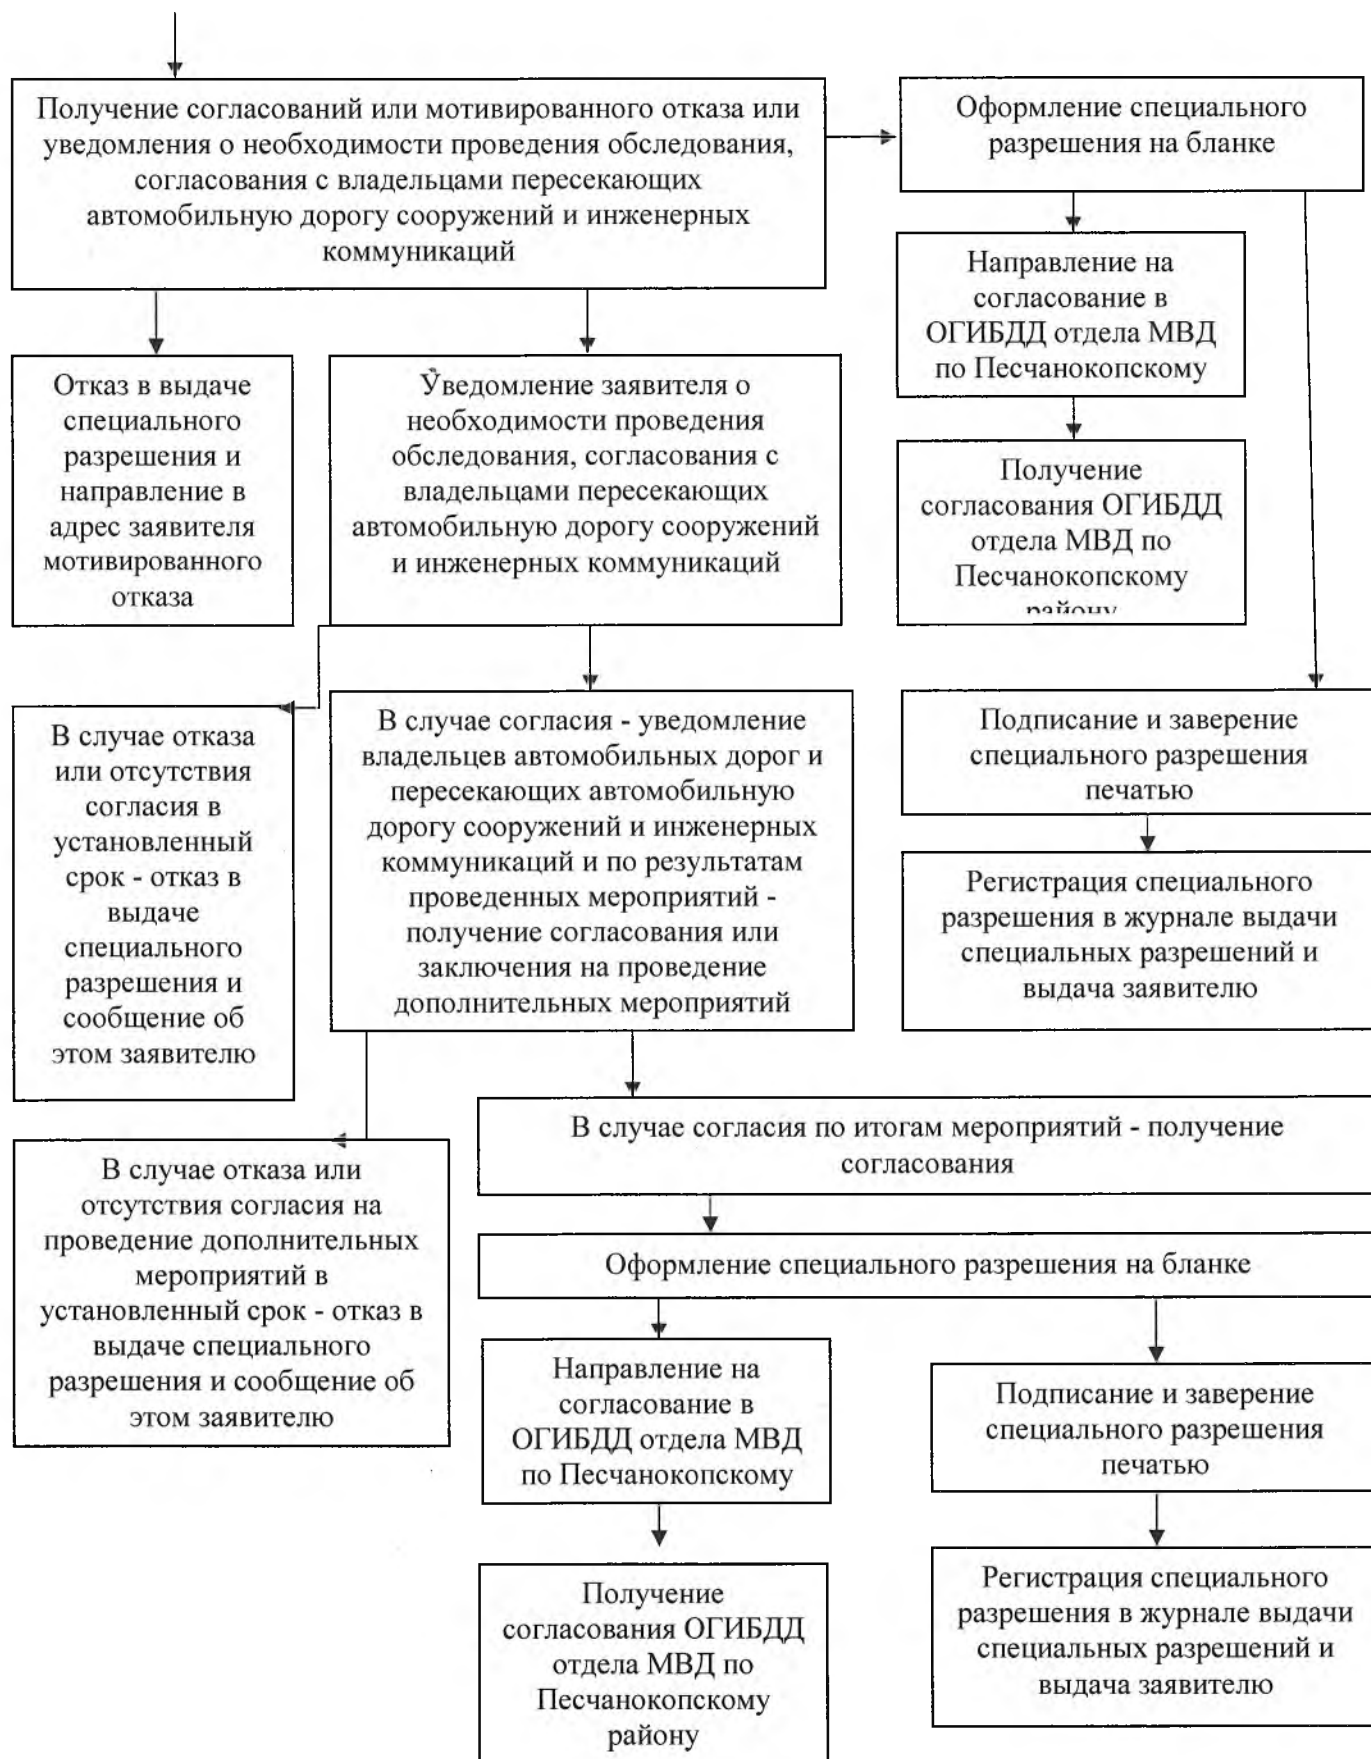 Получение согласований или мотивированного отказа или
уведомления о необходимости проведения обследования,
согласования с владельцами пересекающих
автомобильную дорогу сооружений и инженерных
коммуникаций
Оформление специального
разрешения на бланке
Направление на
согласование в
ОГИБДД отдела МВД
по Песчанокопскому
Отказ в выдаче
специального
разрешения и
направление в
адрес заявителя
мотивированного
отказа
Уведомление заявителя о
необходимости проведения
обследования, согласования с
владельцами пересекающих
автомобильную дорогу сооружений
и инженерных коммуникаций
Получение
согласования ОГИБДД
отдела МВД по
Песчанокопскому
району
В случае отказа
или отсутствия
согласия в
установленный
срок - отказ в
выдаче
специального
разрешения и
сообщение об
этом заявителю
В случае согласия - уведомление
владельцев автомобильных дорог и
пересекающих автомобильную
дорогу сооружений и инженерных
коммуникаций и по результатам
проведенных мероприятий -
получение согласования или
заключения на проведение
дополнительных мероприятий
Подписание и заверение
специального разрешения
печатью
Регистрация специального
разрешения в журнале выдачи
специальных разрешений и
выдача заявителю
В случае согласия по итогам мероприятий - получение
согласования
В случае отказа или
отсутствия согласия на
проведение дополнительных
мероприятий в
установленный срок - отказ в
выдаче специального
разрешения и сообщение об
этом заявителю
Оформление специального разрешения на бланке
Направление на
согласование в
ОГИБДД отдела МВД
по Песчанокопскому
Подписание и заверение
специального разрешения
печатью
Получение
согласования ОГИБДД
отдела МВД по
Песчанокопскому
району
Регистрация специального
разрешения в журнале выдачи
специальных разрешений и
выдача заявителю